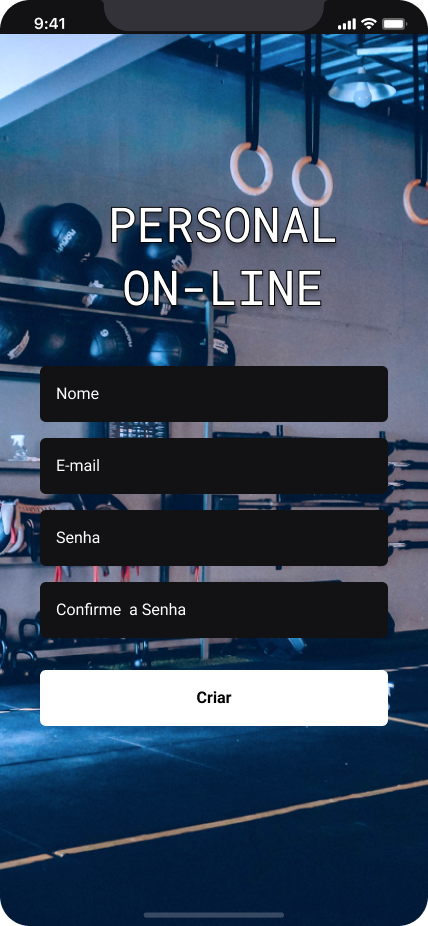 9:41
PERSONAL
ON-LINE
Nome
E-mail
Senha
Confirme  a Senha
Criar